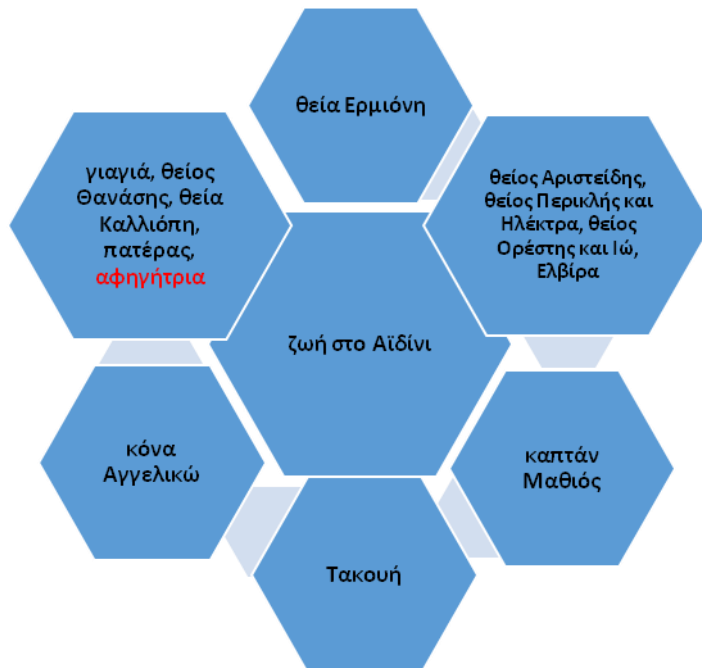 θεία Ερμιόνη
γιαγιά, θείος
Θανάσης, θεία
Καλλιόπη,
πατέρας,
αφηγήτρια
θείος Αριστείδης,
θείος Περικλής και
Ηλέκτρα, θείος
Ορέστης και Ιώ,
Ελβίρα
ζωή στο Αϊδίνι
κόνα
Αγγελικώ
καπτάν
Μαθιός
Τακουή